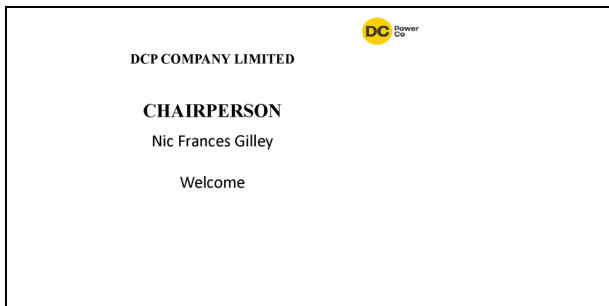 DC Power
Co
DCP COMPANY LIMITED
CHAIRPERSON
Nic Frances Gilley
Welcome